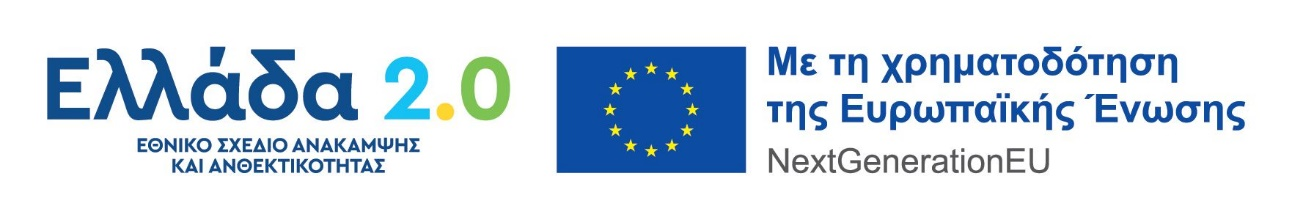 Ελλάδα 2.0
ΕΘΝΙΚΟ ΣΧΕΔΙΟ ΑΝΑΚΑΜΨΗΣ
ΚΑΙ ΑΝΘΕΚΤΙΚΟΤΗΤΑΣ
Με τη χρηματοδότηση
της Ευρωπαϊκής Ένωσης
NextGenerationEU